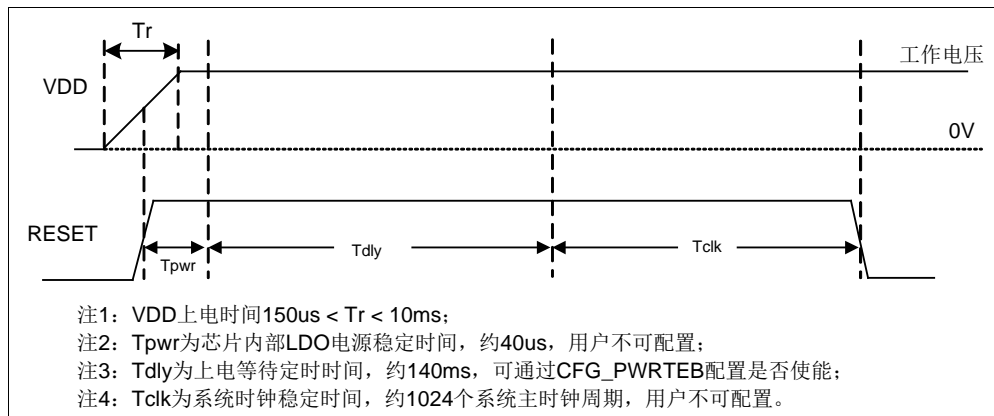 Tr
工作电压
VDD
0V
RESET
Tpwr
Tdly
Tclk
注1：VDD上电时间150us < Tr < 10ms；
注2：Tpwr为芯片内部LDO电源稳定时间，约40us，用户不可配置；
注3：Tdly为上电等待定时时间，约140ms，可通过CFG_PWRTEB配置是否使能；
注4：Tclk为系统时钟稳定时间，约1024个系统主时钟周期，用户不可配置。